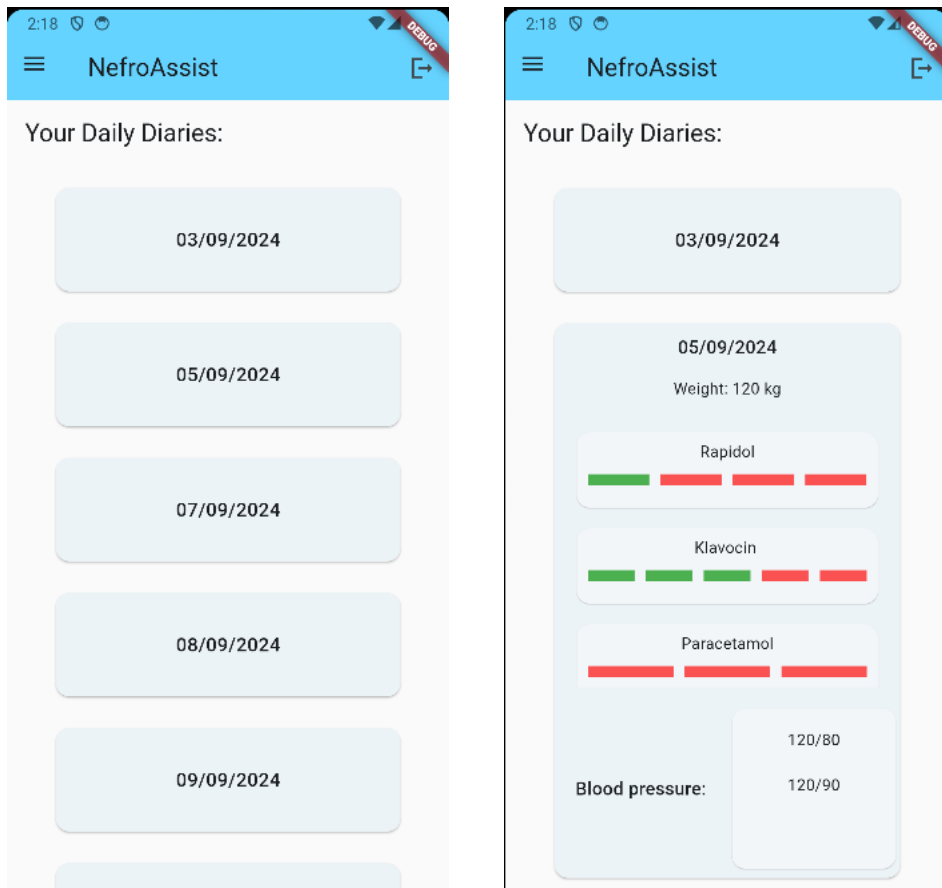 2:18
DEBUG
NefroAssist
Your Daily Diaries:
03/09/2024
05/09/2024
07/09/2024
08/09/2024
09/09/2024
2:18
DEBUG
NefroAssist
Your Daily Diaries:
03/09/2024
05/09/2024
Weight: 120 kg
Rapidol
Klavocin
Paracetamol
Blood pressure:
120/80
120/90